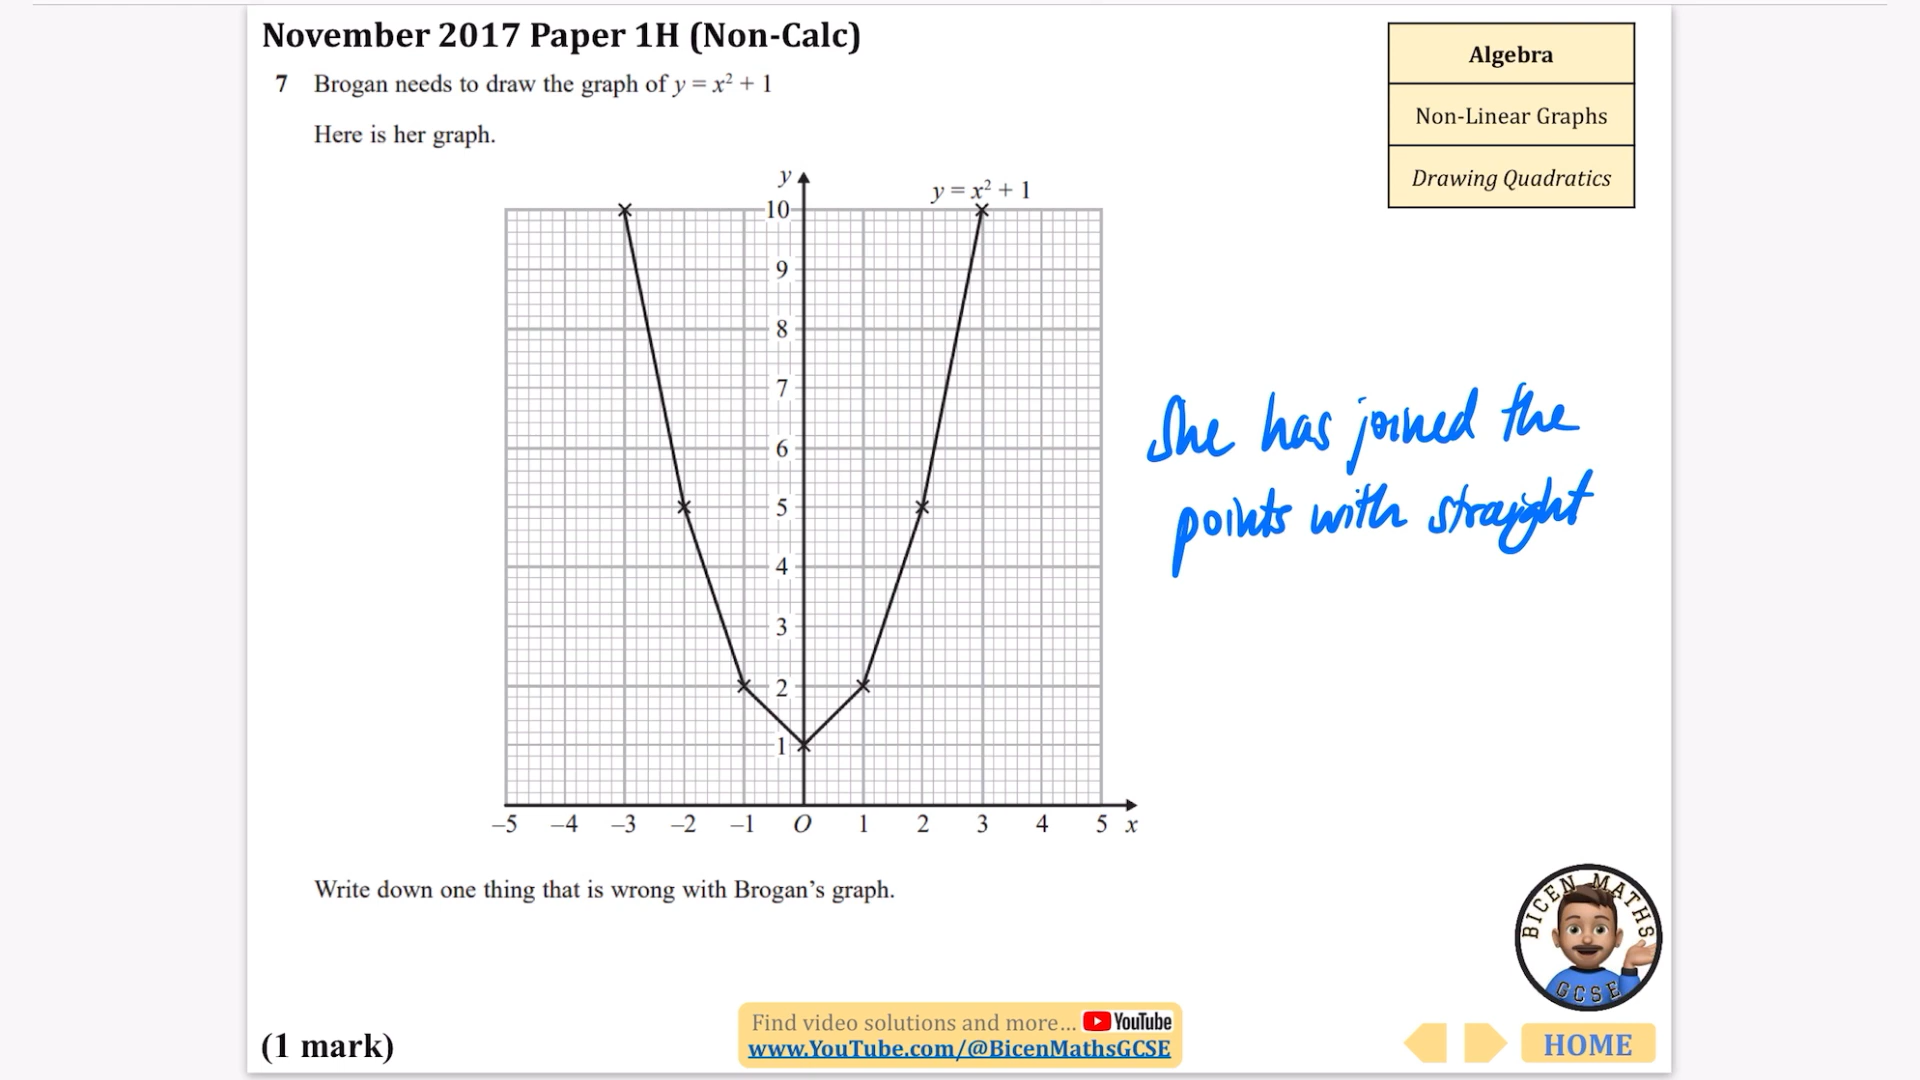 November 2017 Paper 1H (Non-Calc)
7 Brogan needs to draw the graph of y = x² + 1
Here is her graph.
Algebra
Non-Linear Graphs
Drawing Quadratics
y
y = x² + 1
10
9
8
7
6
5
4
3
2
1
–5 –4 –3 –2 –1 O 1 2 3 4 5 x
She has joined the
points with straight
Write down one thing that is wrong with Brogan’s graph.
BICEN MATHS
GCSE
(1 mark)
Find video solutions and more... YouTube
www.YouTube.com/@BicenMathsGCSE
HOME